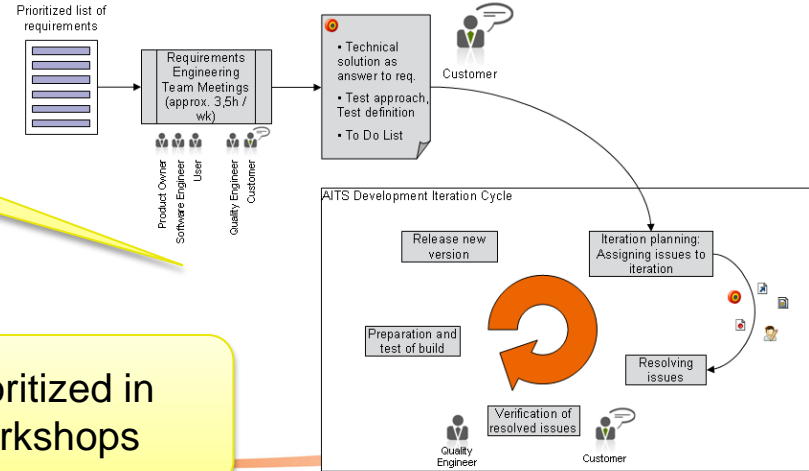 Prioritized list of
requirements
Requirements
Engineering
Team Meetings
(approx. 3,5h /
wk)
Product Owner
Software Engineer
User
Quality Engineer
Customer
▪ Technical
solution as
answer to req.
▪ Test approach,
Test definition
▪ To Do List
Customer
AITS Development Iteration Cycle
Release new
version
Iteration planning:
Assigning issues to
iteration
Preparation and
test of build
Resolving
issues
Verification of
resolved issues
Quality
Engineer
Customer
oritized in
rkshops